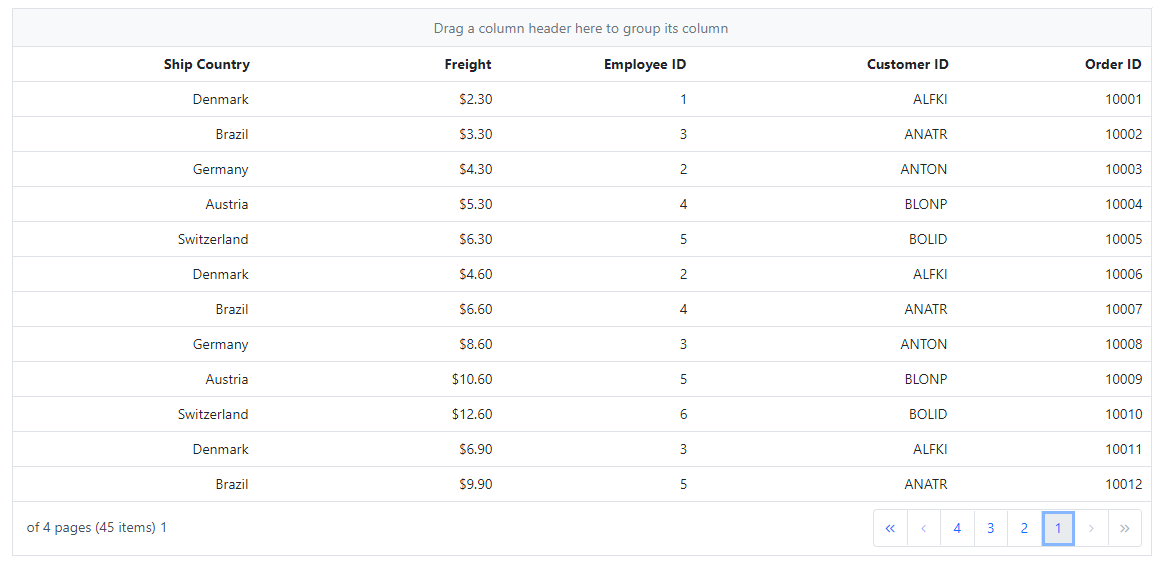 Drag a column header here to group its column
Ship Country Freight Employee ID Customer ID Order ID
Denmark $2.30 1 ALFKI 10001
Brazil $3.30 3 ANATR 10002
Germany $4.30 2 ANTON 10003
Austria $5.30 4 BLONP 10004
Switzerland $6.30 5 BOLID 10005
Denmark $4.60 2 ALFKI 10006
Brazil $6.60 4 ANATR 10007
Germany $8.60 3 ANTON 10008
Austria $10.60 5 BLONP 10009
Switzerland $12.60 6 BOLID 10010
Denmark $6.90 3 ALFKI 10011
Brazil $9.90 5 ANATR 10012
of 4 pages (45 items) 1 « ‹ 4 3 2 1 › »